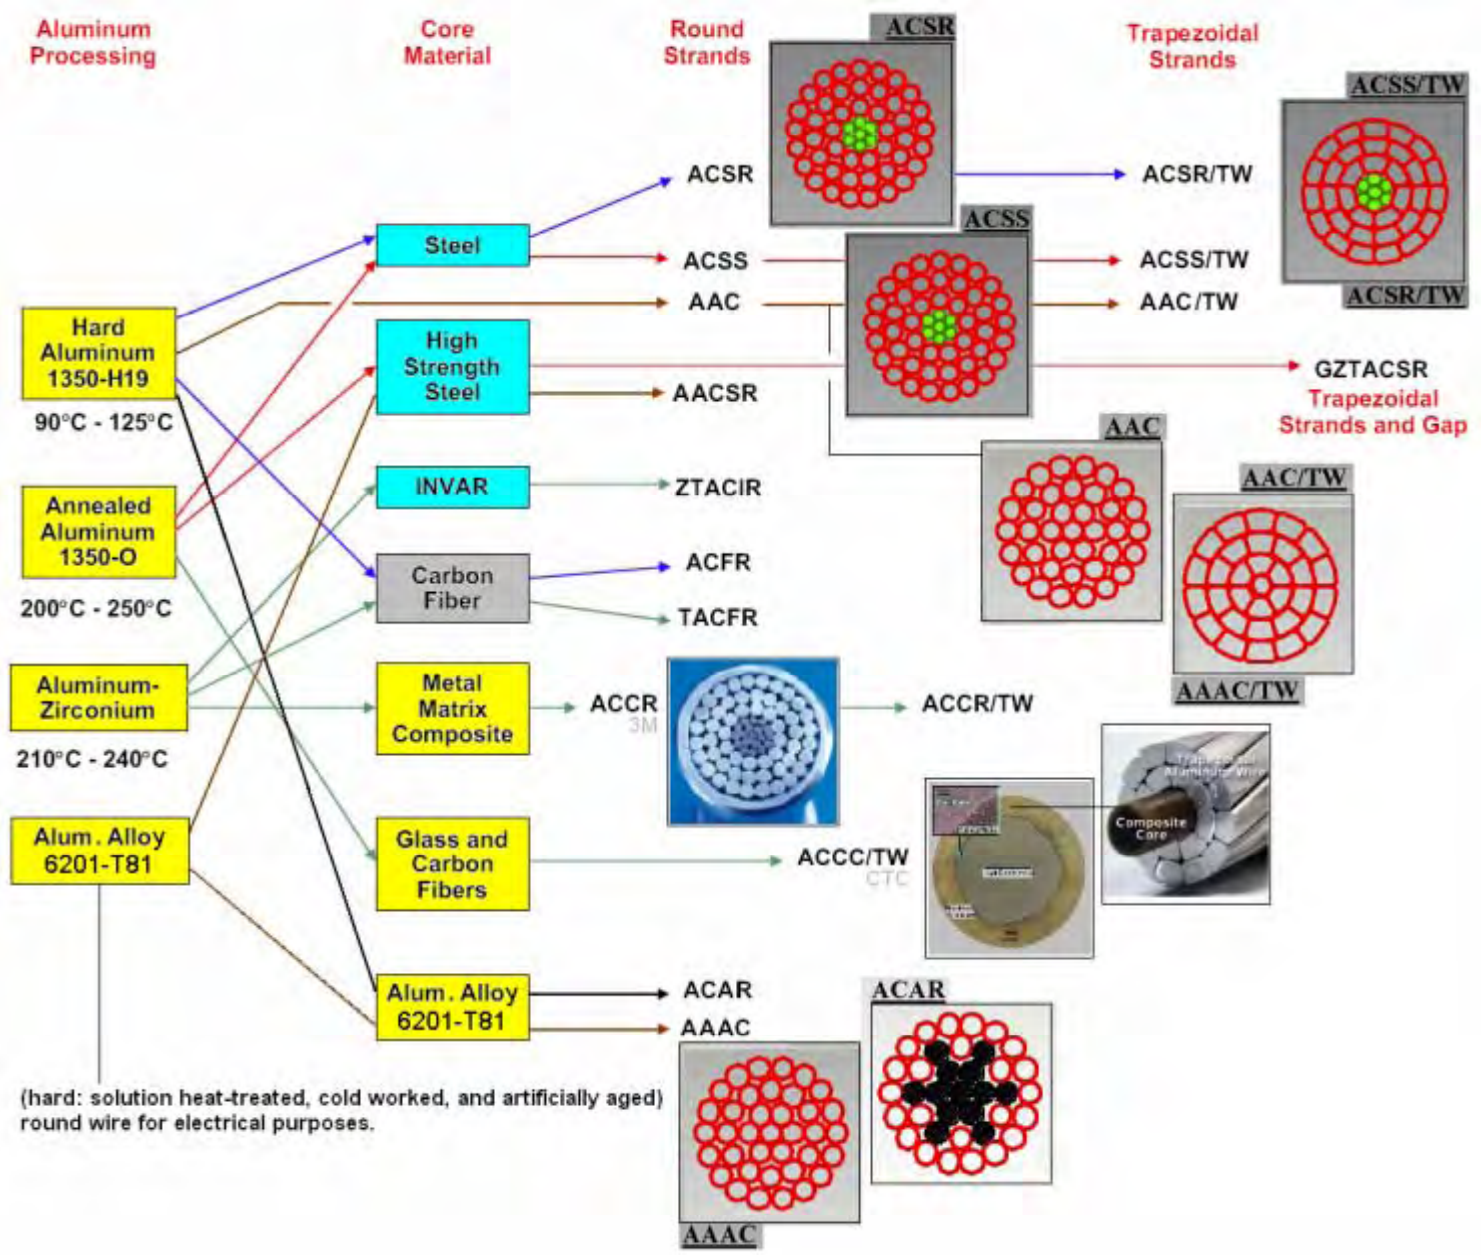 Aluminum
Processing
Core
Material
Round
Strands
ACSR
Trapezoidal
Strands
ACSS/TW
ACSR
ACSR/TW
Steel
ACSS
ACSS
ACSS/TW
AAC
AAC/TW
ACSR/TW
Hard
Aluminum
1350-H19
90°C - 125°C
High
Strength
Steel
AACSR
GZTACSR
Trapezoidal
Strands and Gap
AAC
AAC/TW
INVAR
ZTACIR
Annealed
Aluminum
1350-O
200°C - 250°C
Carbon
Fiber
ACFR
TACFR
Aluminum-
Zirconium
210°C - 240°C
Metal
Matrix
Composite
ACCR
3M
ACCR/TW
AAAC/TW
Trapezoidal
Aluminum Wire
Composite
Core
Alum. Alloy
6201-T81
Glass and
Carbon
Fibers
ACCC/TW
CTC
Alum. Alloy
6201-T81
ACAR
AAAC
ACAR
(hard: solution heat-treated, cold worked, and artificially aged)
round wire for electrical purposes.
AAAC